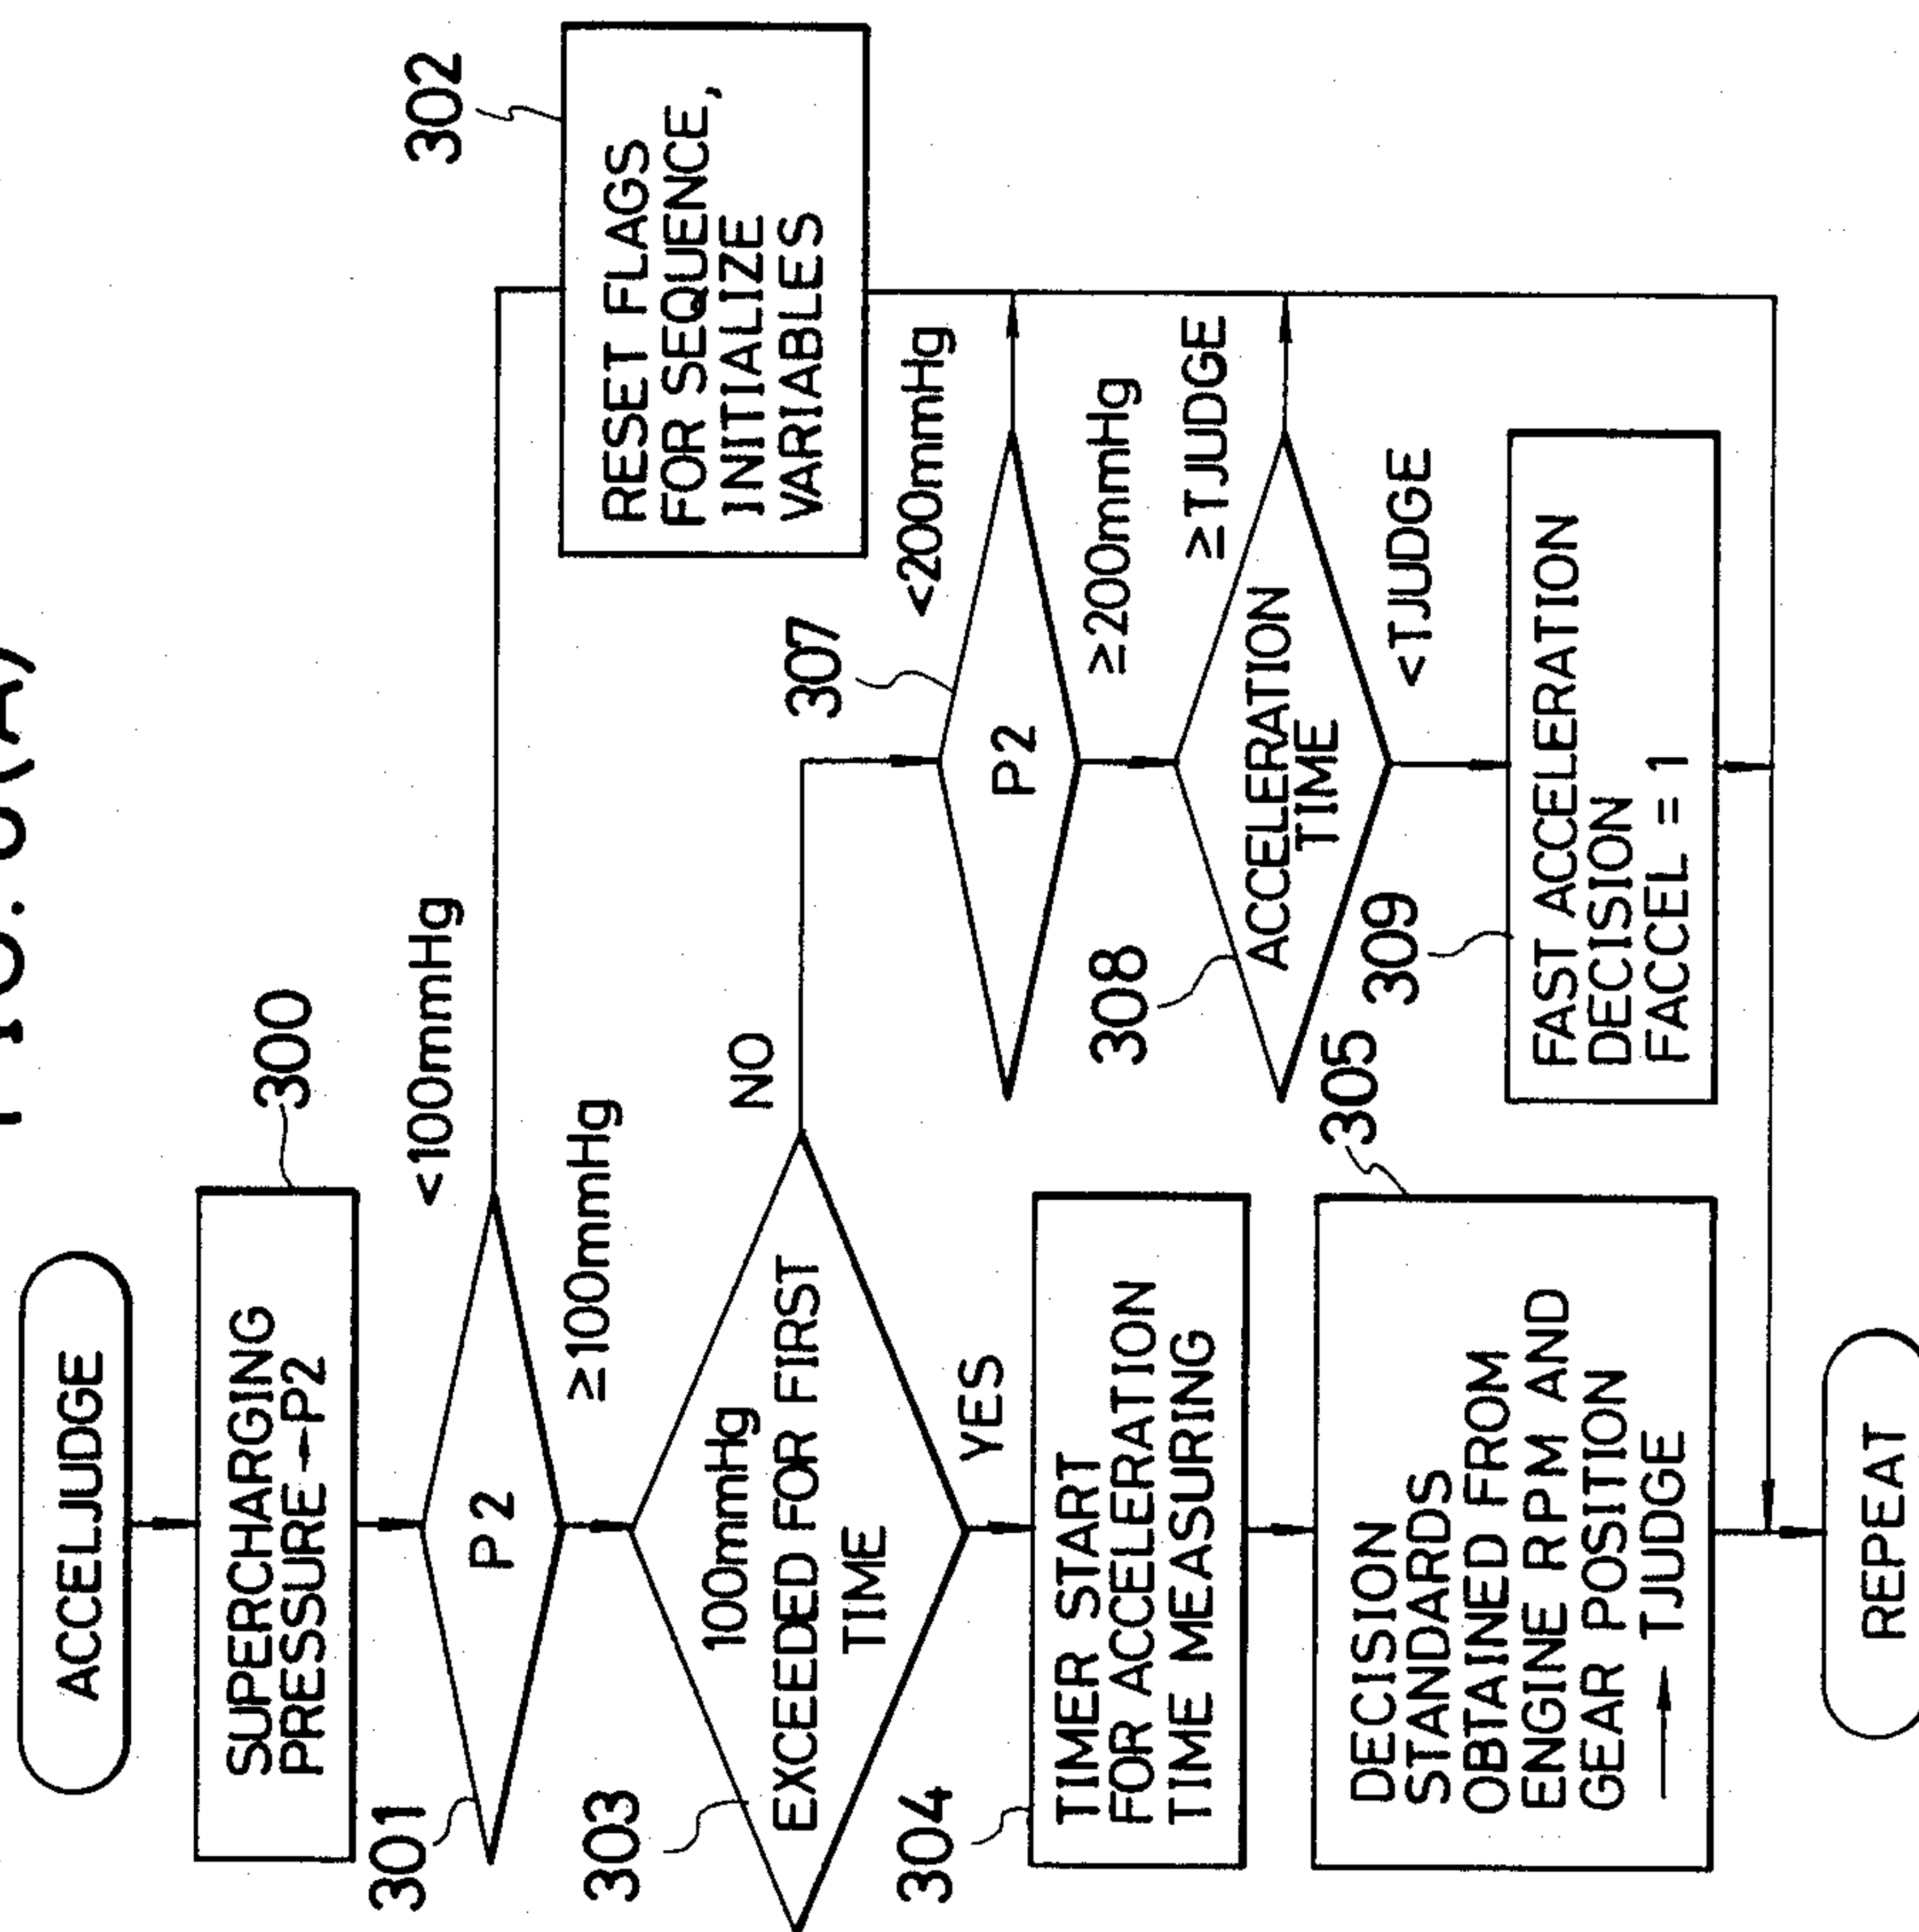 ACCELJUDGE
300
SUPERCHARGING
PRESSURE→P2
301
P2
<100mmHg
≥100mmHg
302
RESET FLAGS
FOR SEQUENCE,
INITIALIZE
VARIABLES
303
100mmHg
EXCEEDED FOR FIRST
TIME
NO
YES
304
TIMER START
FOR ACCELERATION
TIME MEASURING
305
DECISION
STANDARDS
OBTAINED FROM
ENGINE RPM AND
GEAR POSITION
→ TJUDGE
307
P2
<200mmHg
≥200mmHg
308
ACCELERATION
TIME
≥TJUDGE
<TJUDGE
309
FAST ACCELERATION
DECISION
FACCEL = 1
REPEAT